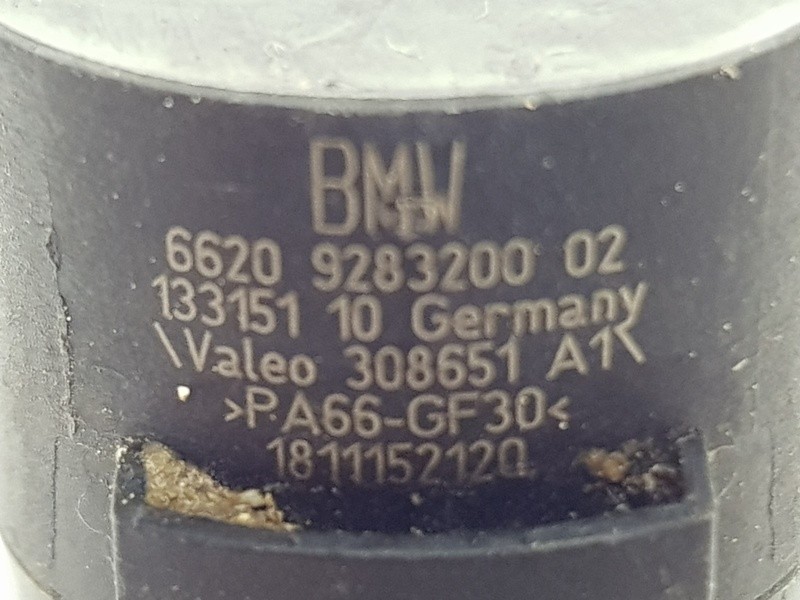 BMW
6620 9283200 02
133151 10 Germany
\Valeo 308651 A1\
>PA66-GF30<
1811152120